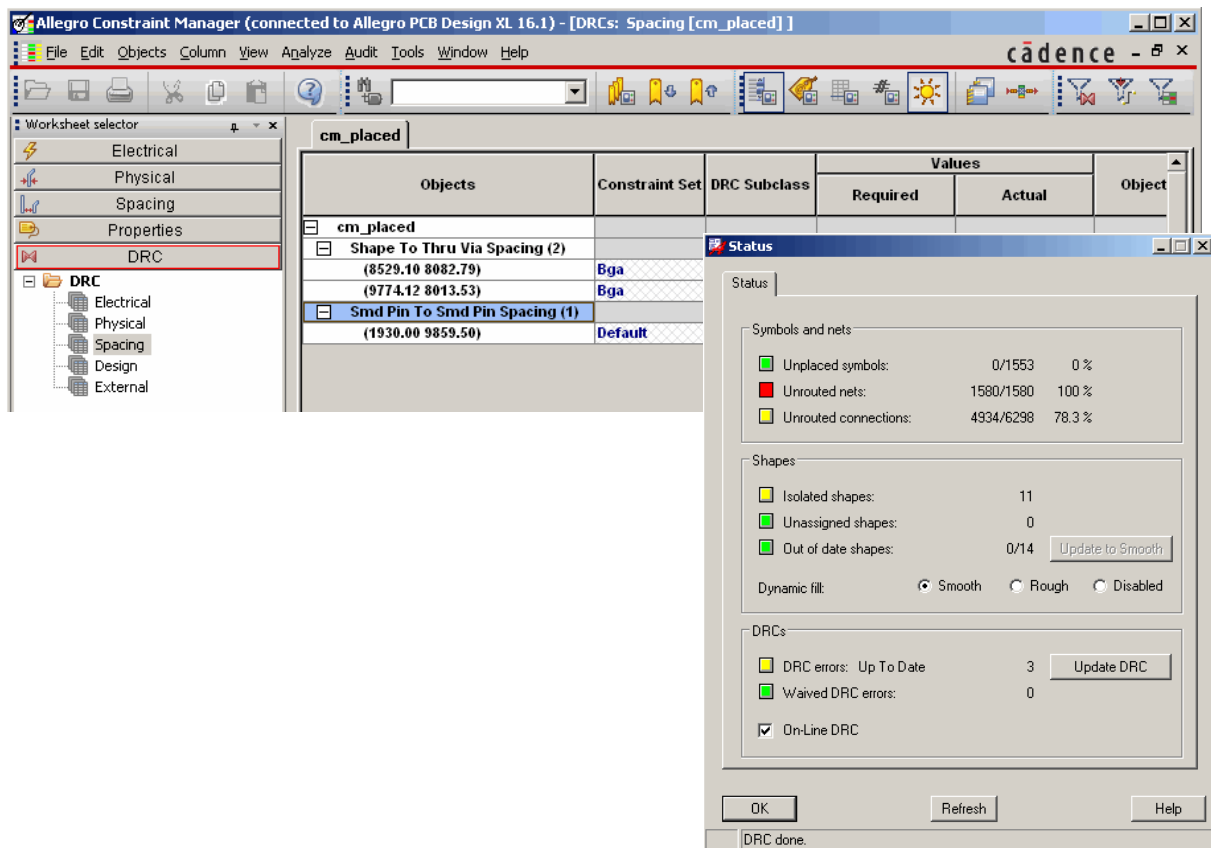 Allegro Constraint Manager (connected to Allegro PCB Design XL 16.1) - [DRCs: Spacing [cm_placed] ]
File Edit Objects Column View Analyze Audit Tools Window Help
cādence
Worksheet selector
Electrical
Physical
Spacing
Properties
DRC
DRC
Electrical
Physical
Spacing
Design
External
cm_placed
Objects Constraint Set DRC Subclass Values Object
Required Actual
cm_placed
Shape To Thru Via Spacing (2)
(8529.10 8082.79) Bga
(9774.12 8013.53) Bga
Smd Pin To Smd Pin Spacing (1)
(1930.00 9859.50) Default
Status
Status
Symbols and nets
Unplaced symbols: 0/1553 0 %
Unrouted nets: 1580/1580 100 %
Unrouted connections: 4934/6298 78.3 %
Shapes
Isolated shapes: 11
Unassigned shapes: 0
Out of date shapes: 0/14 Update to Smooth
Dynamic fill: Smooth Rough Disabled
DRCs
DRC errors: Up To Date 3 Update DRC
Waived DRC errors: 0
On-Line DRC
OK Refresh Help
DRC done.